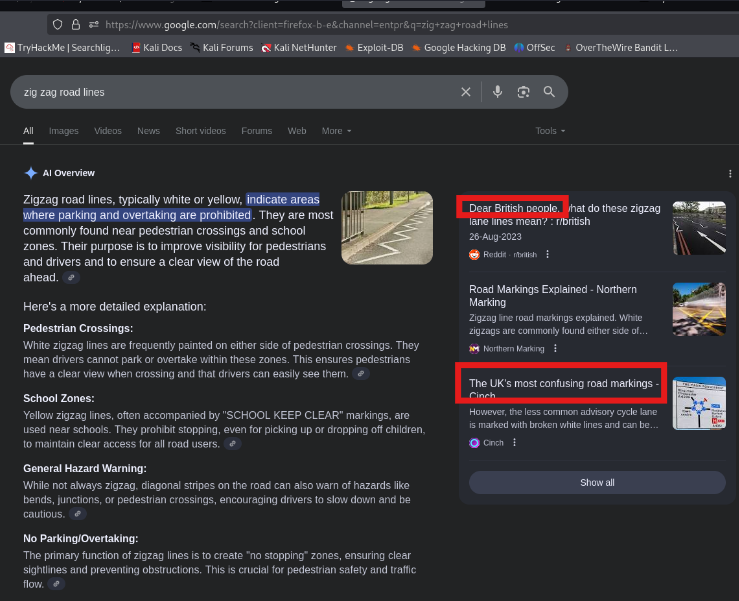 https://www.google.com/search?client=firefox-b-e&channel=entpr&q=zig+zag+road+lines
TryHackMe | Searchlig… Kali Docs Kali Forums Kali NetHunter Exploit-DB Google Hacking DB OffSec OverTheWire Bandit L…
zig zag road lines
All Images Videos News Short videos Forums Web More Tools
AI Overview
Zigzag road lines, typically white or yellow, indicate areas
where parking and overtaking are prohibited. They are most
commonly found near pedestrian crossings and school
zones. Their purpose is to improve visibility for pedestrians
and drivers and to ensure a clear view of the road
ahead.
Here's a more detailed explanation:
Pedestrian Crossings:
White zigzag lines are frequently painted on either side of pedestrian crossings. They
mean drivers cannot park or overtake within these zones. This ensures pedestrians
have a clear view when crossing and that drivers can easily see them.
School Zones:
Yellow zigzag lines, often accompanied by "SCHOOL KEEP CLEAR" markings, are
used near schools. They prohibit stopping, even for picking up or dropping off children,
to maintain clear access for all road users.
General Hazard Warning:
While not always zigzag, diagonal stripes on the road can also warn of hazards like
bends, junctions, or pedestrian crossings, encouraging drivers to slow down and be
cautious.
No Parking/Overtaking:
The primary function of zigzag lines is to create "no stopping" zones, ensuring clear
sightlines and preventing obstructions. This is crucial for pedestrian safety and traffic
flow.
Dear British people, what do these zigzag
lane lines mean? : r/british
26-Aug-2023
Reddit · r/british
Road Markings Explained - Northern
Marking
Zigzag line road markings explained. White
zigzags are commonly found either side of…
Northern Marking
The UK's most confusing road markings -
Cinch
However, the less common advisory cycle lane
is marked with broken white lines and can be…
Cinch
Show all